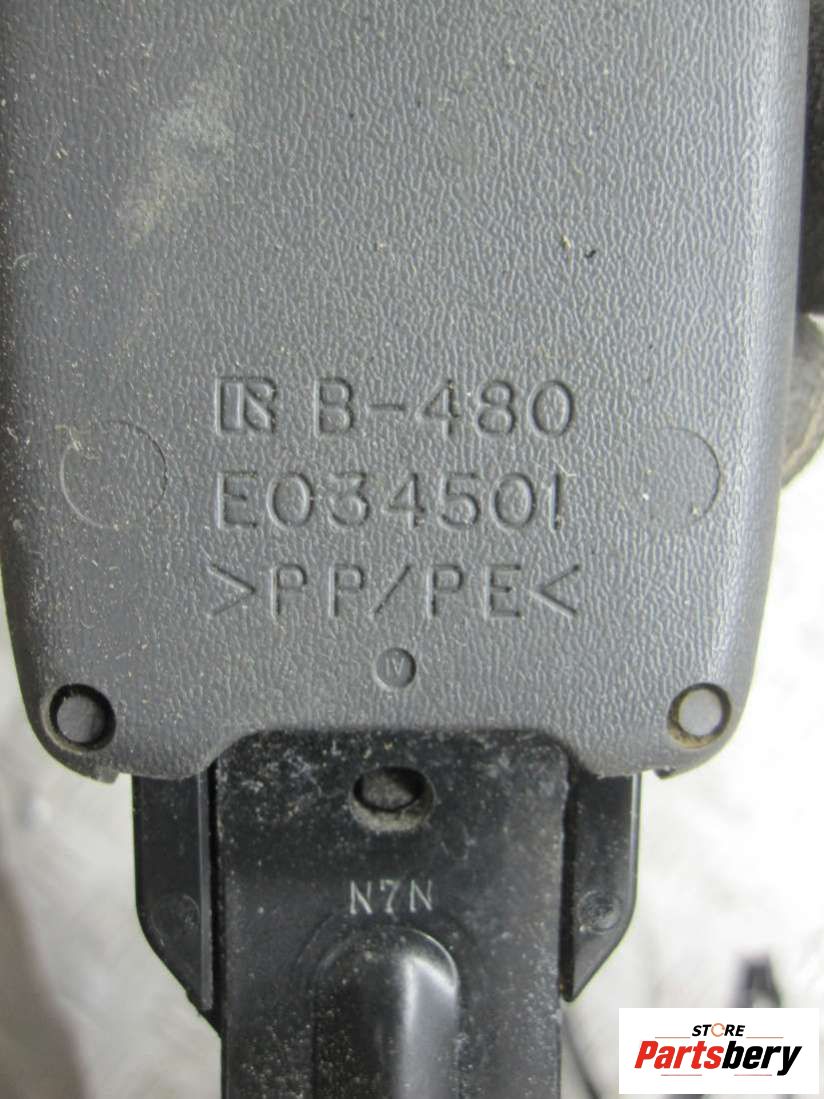 B-480
E034501
>PP/PE<
N7N
STORE
Partsbery